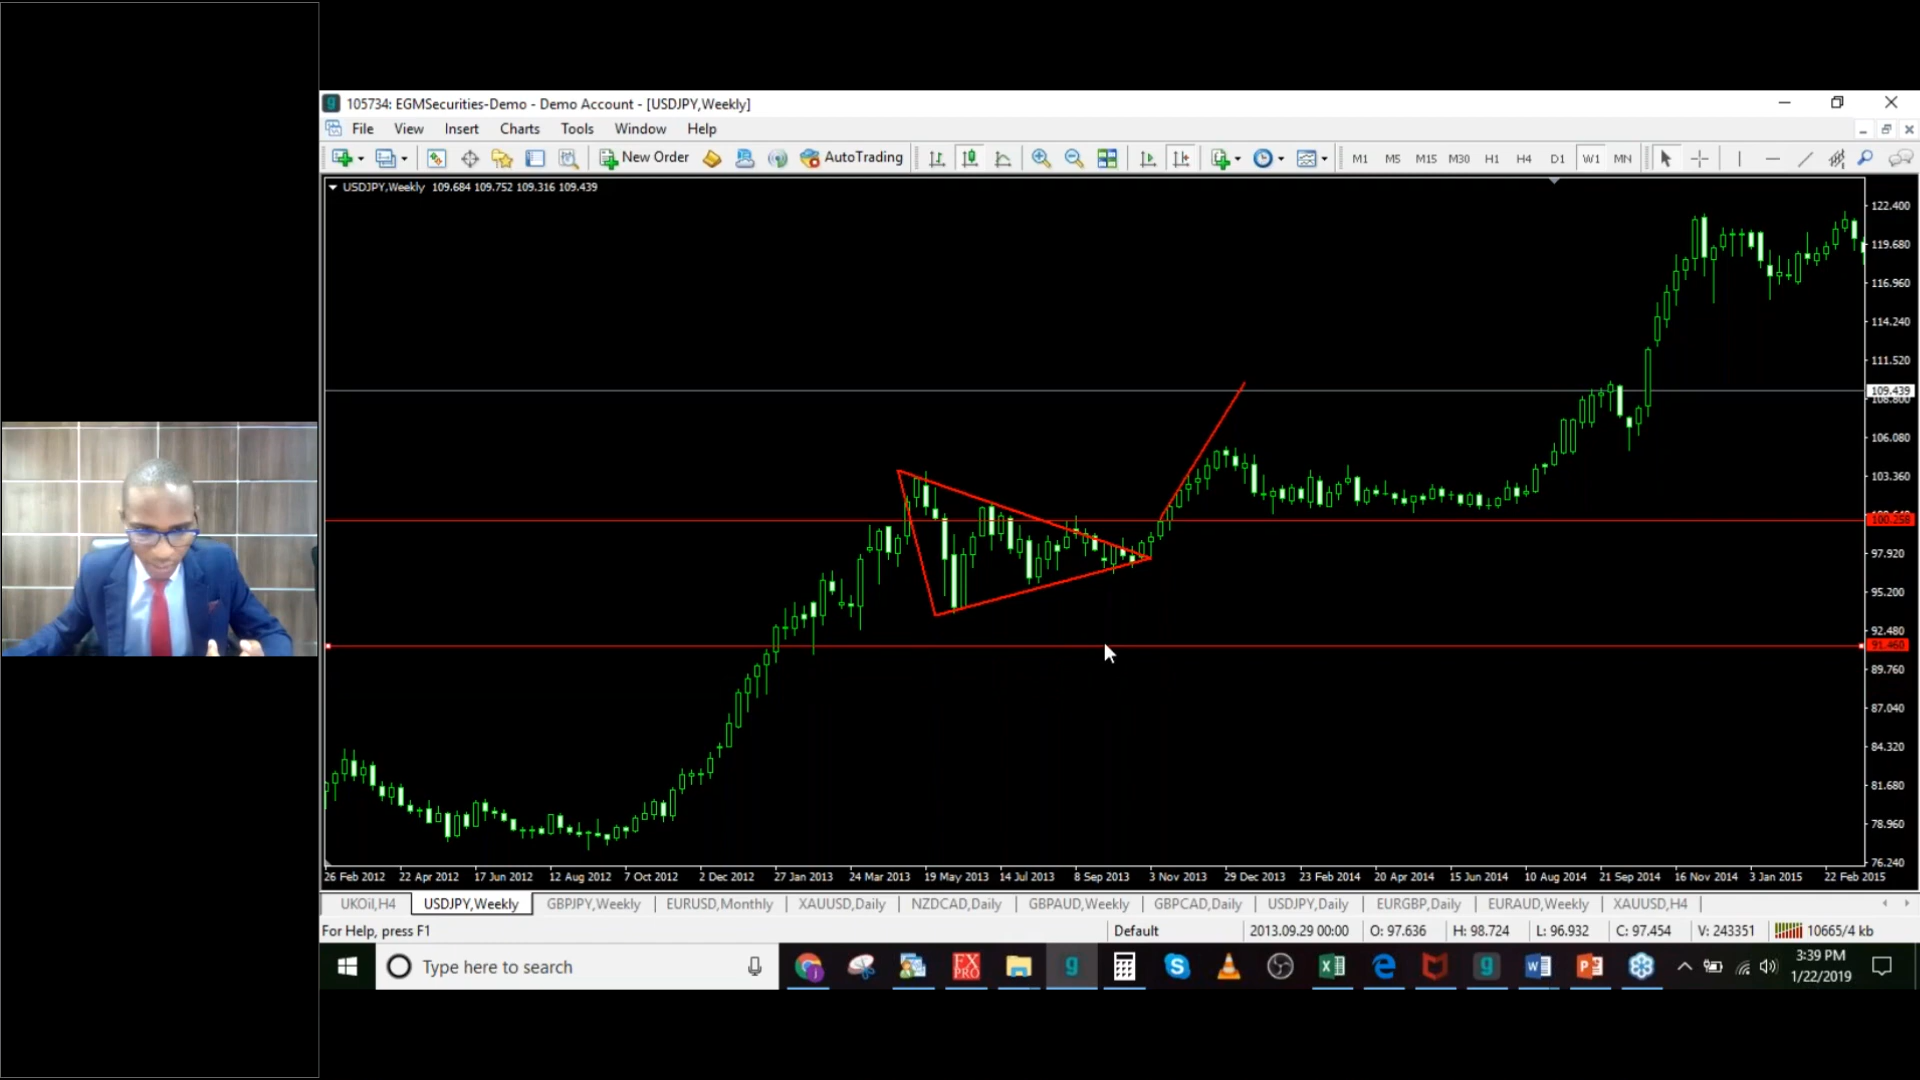 105734: EGMSecurities-Demo - Demo Account - [USDJPY,Weekly]
File View Insert Charts Tools Window Help
New Order AutoTrading M1 M5 M15 M30 H1 H4 D1 W1 MN
USDJPY,Weekly 109.684 109.752 109.316 109.439
122.400
119.680
116.960
114.240
111.520
109.439
108.800
106.080
103.360
100.258
97.920
95.200
92.480
91.460
89.760
87.040
84.320
81.680
78.960
76.240
26 Feb 2012 22 Apr 2012 17 Jun 2012 12 Aug 2012 7 Oct 2012 2 Dec 2012 27 Jan 2013 24 Mar 2013 19 May 2013 14 Jul 2013 8 Sep 2013 3 Nov 2013 29 Dec 2013 23 Feb 2014 20 Apr 2014 15 Jun 2014 10 Aug 2014 21 Sep 2014 16 Nov 2014 3 Jan 2015 22 Feb 2015
UKOil,H4 USDJPY,Weekly GBPJPY,Weekly EURUSD,Monthly XAUUSD,Daily NZDCAD,Daily GBPAUD,Weekly GBPCAD,Daily USDJPY,Daily EURGBP,Daily EURAUD,Weekly XAUUSD,H4
For Help, press F1 Default 2013.09.29 00:00 O: 97.636 H: 98.724 L: 96.932 C: 97.454 V: 243351 10665/4 kb
Type here to search FX PRO 3:39 PM
1/22/2019